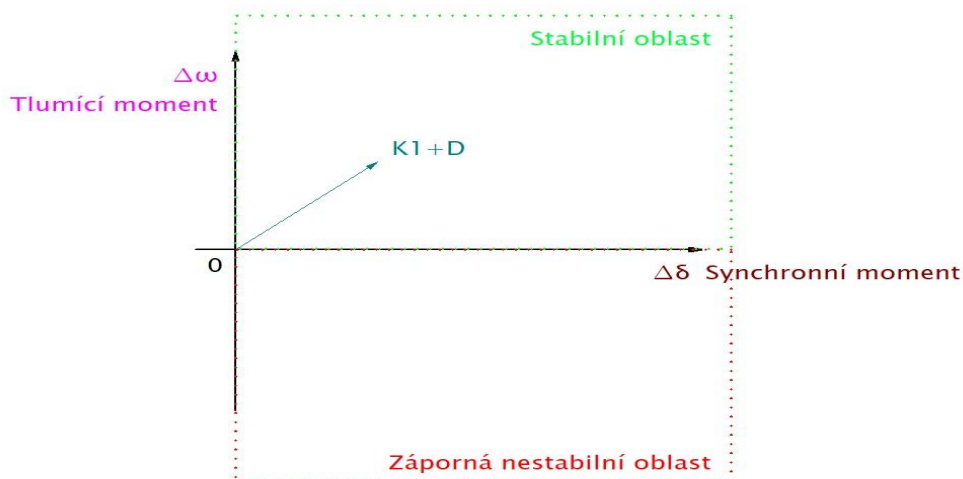 Stabilní oblast
Δω
Tlumící moment
K1+D
0
Δδ Synchronní moment
Záporná nestabilní oblast